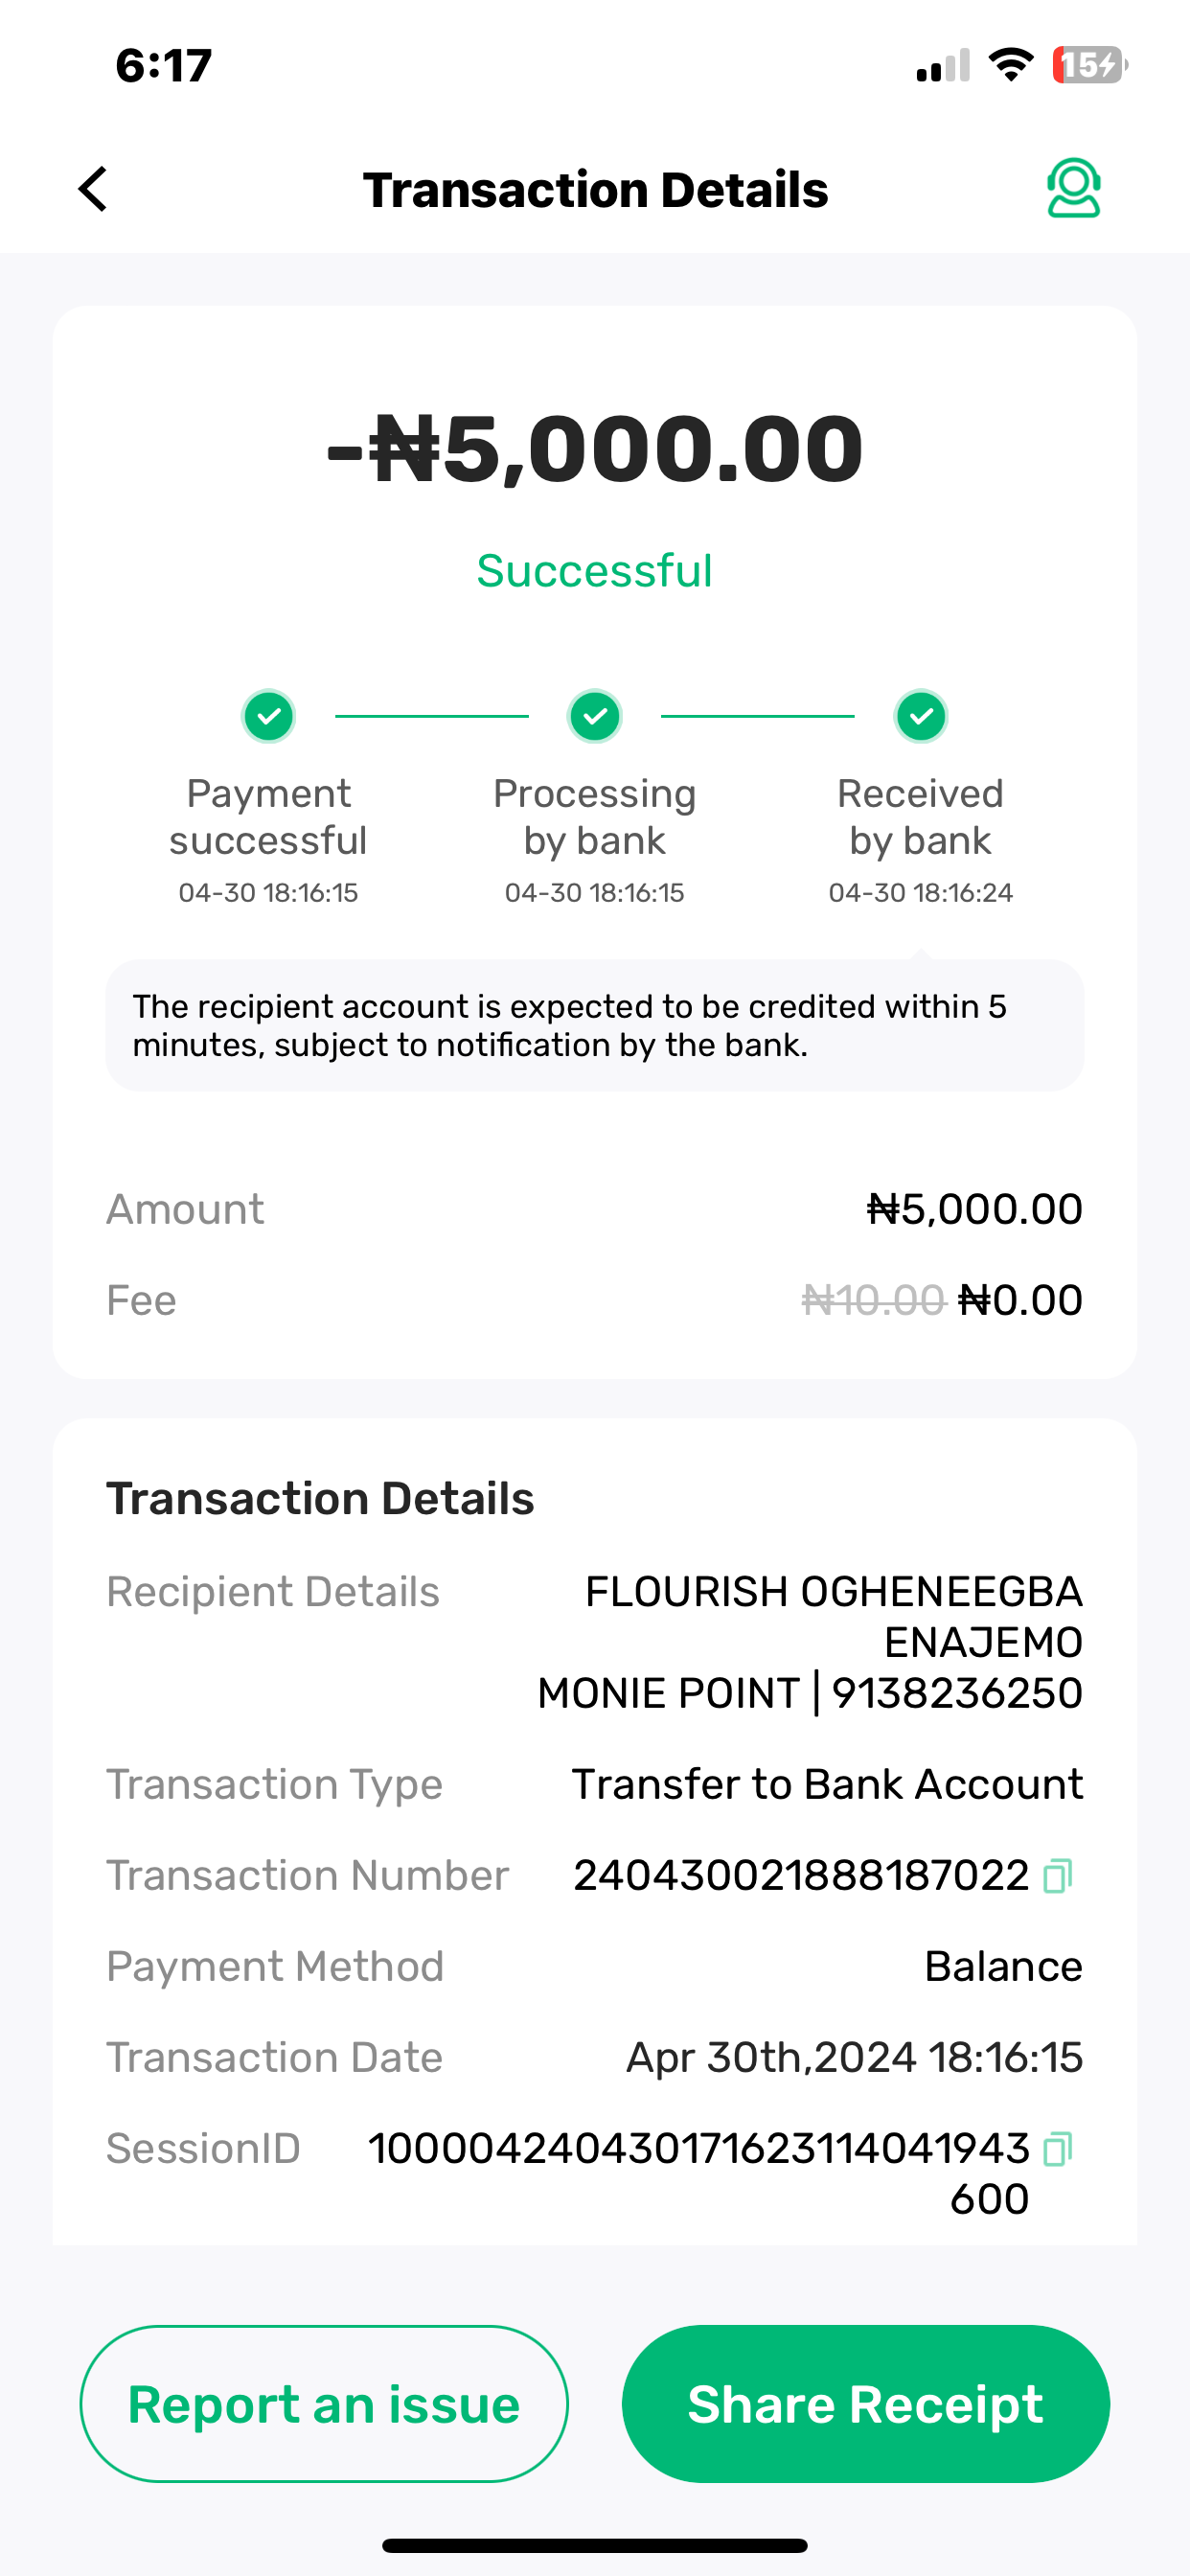 6:17
15
Transaction Details
-₦5,000.00
Successful
Payment
successful
04-30 18:16:15
Processing
by bank
04-30 18:16:15
Received
by bank
04-30 18:16:24
The recipient account is expected to be credited within 5
minutes, subject to notification by the bank.
Amount ₦5,000.00
Fee ₦10.00 ₦0.00
Transaction Details
Recipient Details FLOURISH OGHENEEGBA
ENAJEMO
MONIE POINT | 9138236250
Transaction Type Transfer to Bank Account
Transaction Number 240430021888187022
Payment Method Balance
Transaction Date Apr 30th,2024 18:16:15
SessionID 100004240430171623114041943
600
Report an issue
Share Receipt